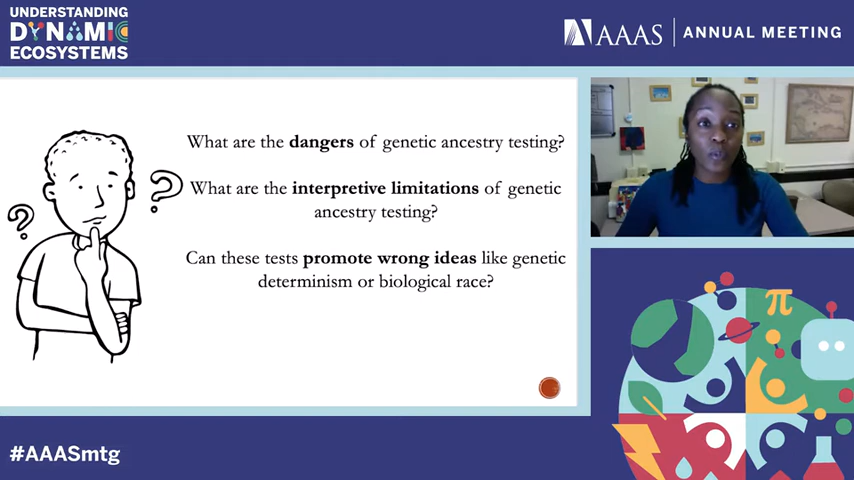 UNDERSTANDING
DYNAMIC
ECOSYSTEMS
AAAS | ANNUAL MEETING
What are the dangers of genetic ancestry testing?
What are the interpretive limitations of genetic
ancestry testing?
Can these tests promote wrong ideas like genetic
determinism or biological race?
? ?
π
#AAASmtg